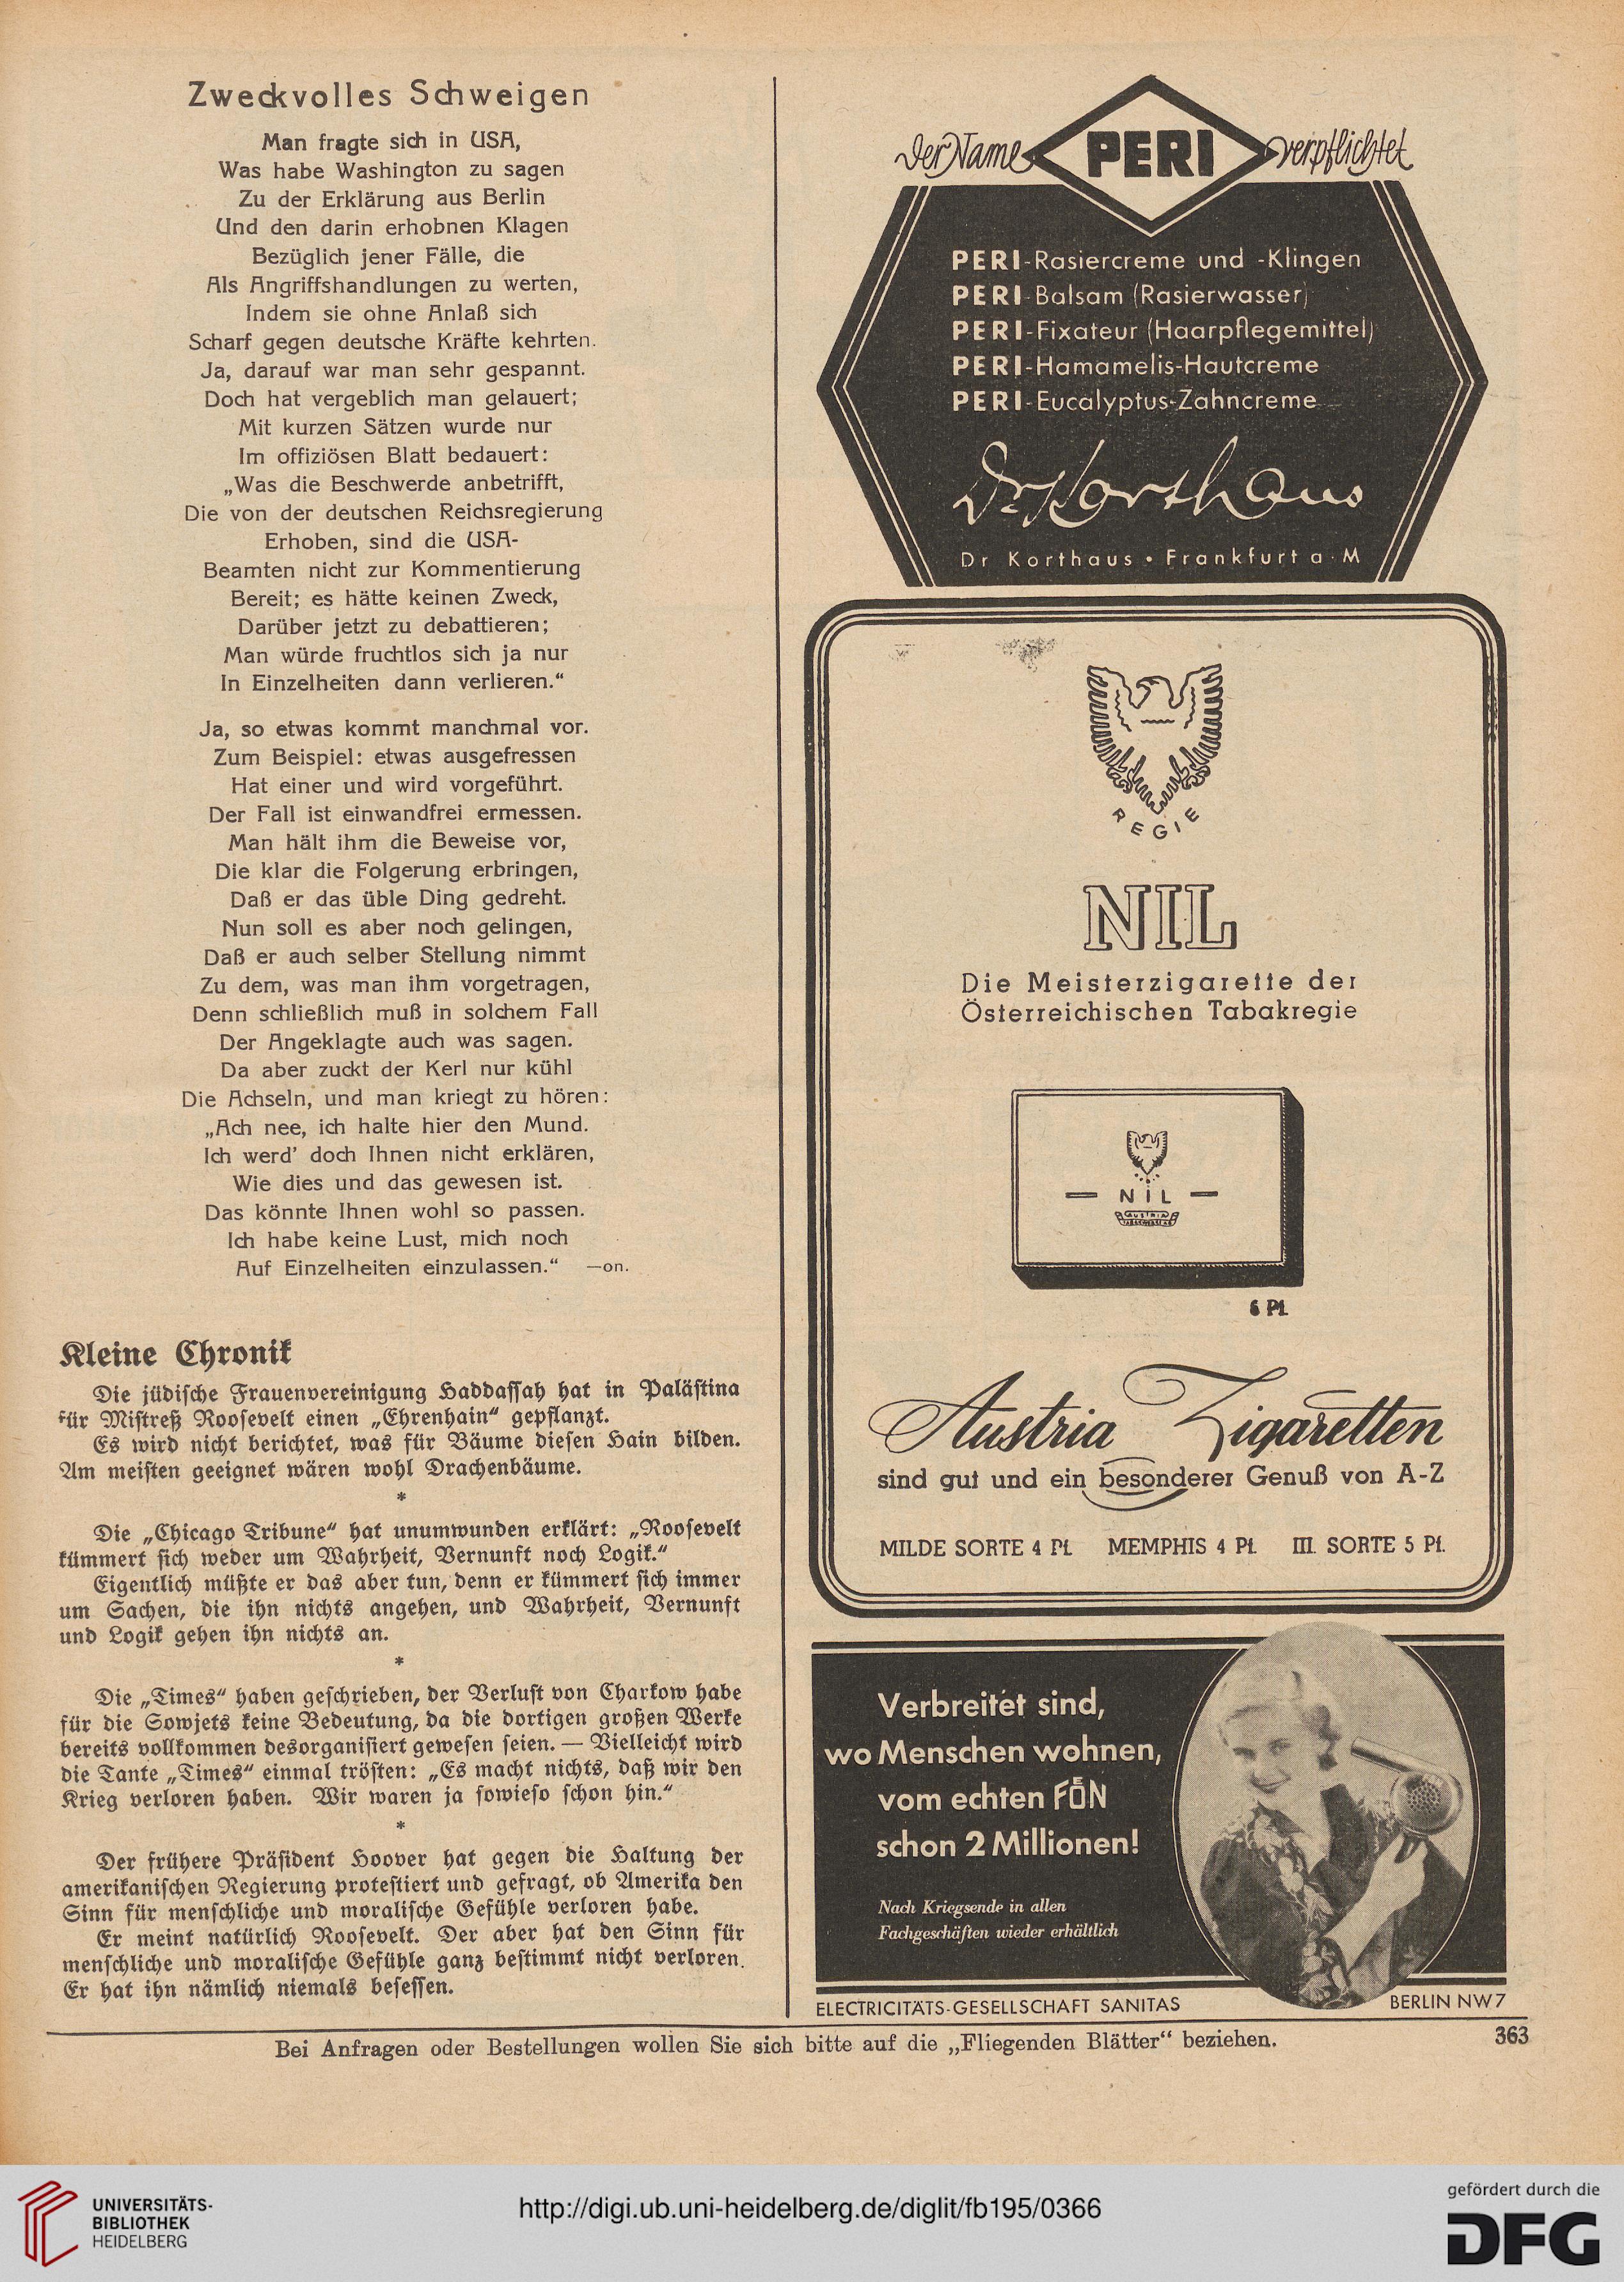 Zweckvolles Schweigen
Man fragte sich in USA,
Was habe Washington zu sagen
Zu der Erklärung aus Berlin
Und den darin erhobnen Klagen
Bezüglich jener Fälle, die
Als Angriffshandlungen zu werten,
Indem sie ohne Anlaß sich
Scharf gegen deutsche Kräfte kehrten.
Ja, darauf war man sehr gespannt.
Doch hat vergeblich man gelauert;
Mit kurzen Sätzen wurde nur
Im offiziösen Blatt bedauert:
„Was die Beschwerde anbetrifft,
Die von der deutschen Reichsregierung
Erhoben, sind die USA-
Beamten nicht zur Kommentierung
Bereit; es hätte keinen Zweck,
Darüber jetzt zu debattieren;
Man würde fruchtlos sich ja nur
In Einzelheiten dann verlieren.“
Ja, so etwas kommt manchmal vor.
Zum Beispiel: etwas ausgefressen
Hat einer und wird vorgeführt.
Der Fall ist einwandfrei ermessen.
Man hält ihm die Beweise vor,
Die klar die Folgerung erbringen,
Daß er das üble Ding gedreht.
Nun soll es aber noch gelingen,
Daß er auch selber Stellung nimmt
Zu dem, was man ihm vorgetragen,
Denn schließlich muß in solchem Fall
Der Angeklagte auch was sagen.
Da aber zuckt der Kerl nur kühl
Die Achseln, und man kriegt zu hören:
„Ach nee, ich halte hier den Mund.
Ich werd’ doch Ihnen nicht erklären,
Wie dies und das gewesen ist.
Das könnte Ihnen wohl so passen.
Ich habe keine Lust, mich noch
Auf Einzelheiten einzulassen.“ —on.
Kleine Chronik
Die jüdische Frauenvereinigung Haddassah hat in Palästina
für Mistreß Roosevelt einen „Ehrenhain“ gepflanzt.
Es wird nicht berichtet, was für Bäume diesen Hain bilden.
Am meisten geeignet wären wohl Drachenbäume.
*
Die „Chicago Tribune“ hat unumwunden erklärt: „Roosevelt
kümmert sich weder um Wahrheit, Vernunft noch Logik.“
Eigentlich müßte er das aber tun, denn er kümmert sich immer
um Sachen, die ihn nichts angehen, und Wahrheit, Vernunft
und Logik gehen ihn nichts an.
*
Die „Times“ haben geschrieben, der Verlust von Charkow habe
für die Sowjets keine Bedeutung, da die dortigen großen Werke
bereits vollkommen desorganisiert gewesen seien. — Vielleicht wird
die Tante „Times“ einmal trösten: „Es macht nichts, daß wir den
Krieg verloren haben. Wir waren ja sowieso schon hin.“
*
Der frühere Präsident Hoover hat gegen die Haltung der
amerikanischen Regierung protestiert und gefragt, ob Amerika den
Sinn für menschliche und moralische Gefühle verloren habe.
Er meint natürlich Roosevelt. Der aber hat den Sinn für
menschliche und moralische Gefühle ganz bestimmt nicht verloren.
Er hat ihn nämlich niemals besessen.
Der Name PERI verpflichtet
PERI-Rasiercreme und -Klingen
PERI-Balsam (Rasierwasser)
PERI-Fixateur (Haarpflegemittel)
PERI-Hamamelis-Hautcreme
PERI-Eucalyptus-Zahncreme
Dr. Korthaus
Dr Korthaus • Frankfurt a · M
REGIE
NIL
Die Meisterzigarette der
Österreichischen Tabakregie
— NIL —
AUSTRIA
6 Pf.
Austria Zigaretten
sind gut und ein besonderer Genuß von A-Z
MILDE SORTE 4 Pf. MEMPHIS 4 Pf. III. SORTE 5 Pf.
Verbreitet sind,
wo Menschen wohnen,
vom echten FÖN
schon 2 Millionen!
Nach Kriegsende in allen
Fachgeschäften wieder erhältlich
ELECTRICITÄTS-GESELLSCHAFT SANITAS BERLIN NW 7
Bei Anfragen oder Bestellungen wollen Sie sich bitte auf die „Fliegenden Blätter“ beziehen.
363
UNIVERSITÄTS-
BIBLIOTHEK
HEIDELBERG
http://digi.ub.uni-heidelberg.de/diglit/fb195/0366
gefördert durch die
DFG